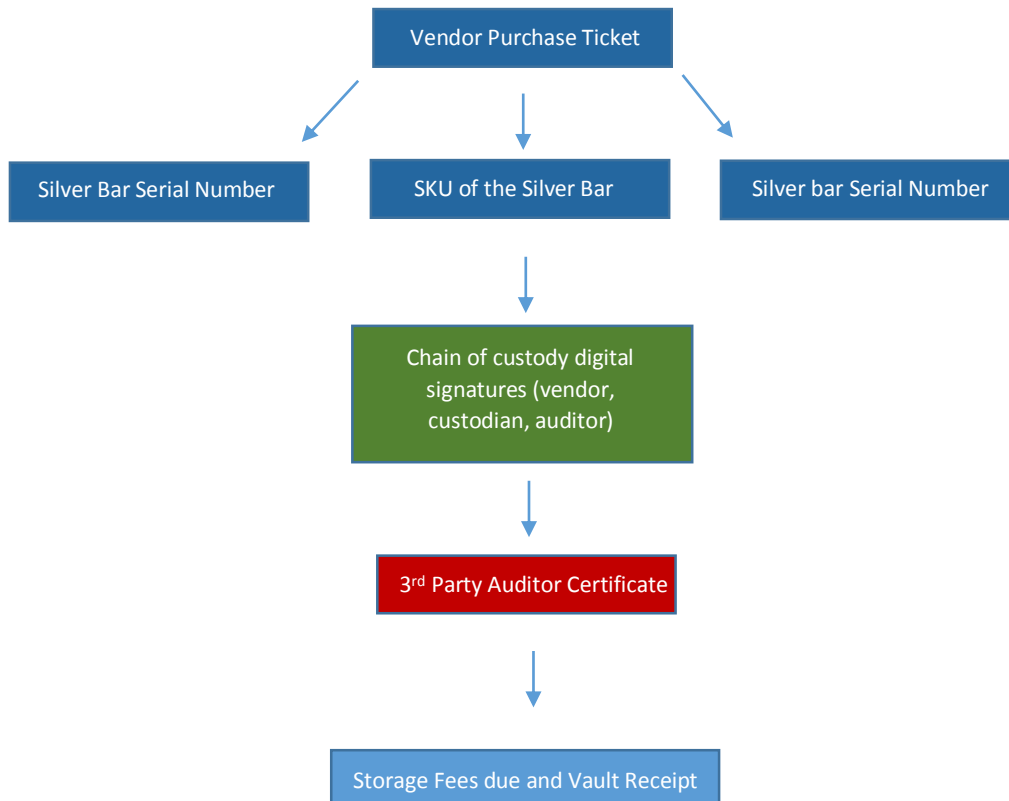 Vendor Purchase Ticket
Silver Bar Serial Number
SKU of the Silver Bar
Silver bar Serial Number
Chain of custody digital
signatures (vendor,
custodian, auditor)
3rd Party Auditor Certificate
Storage Fees due and Vault Receipt